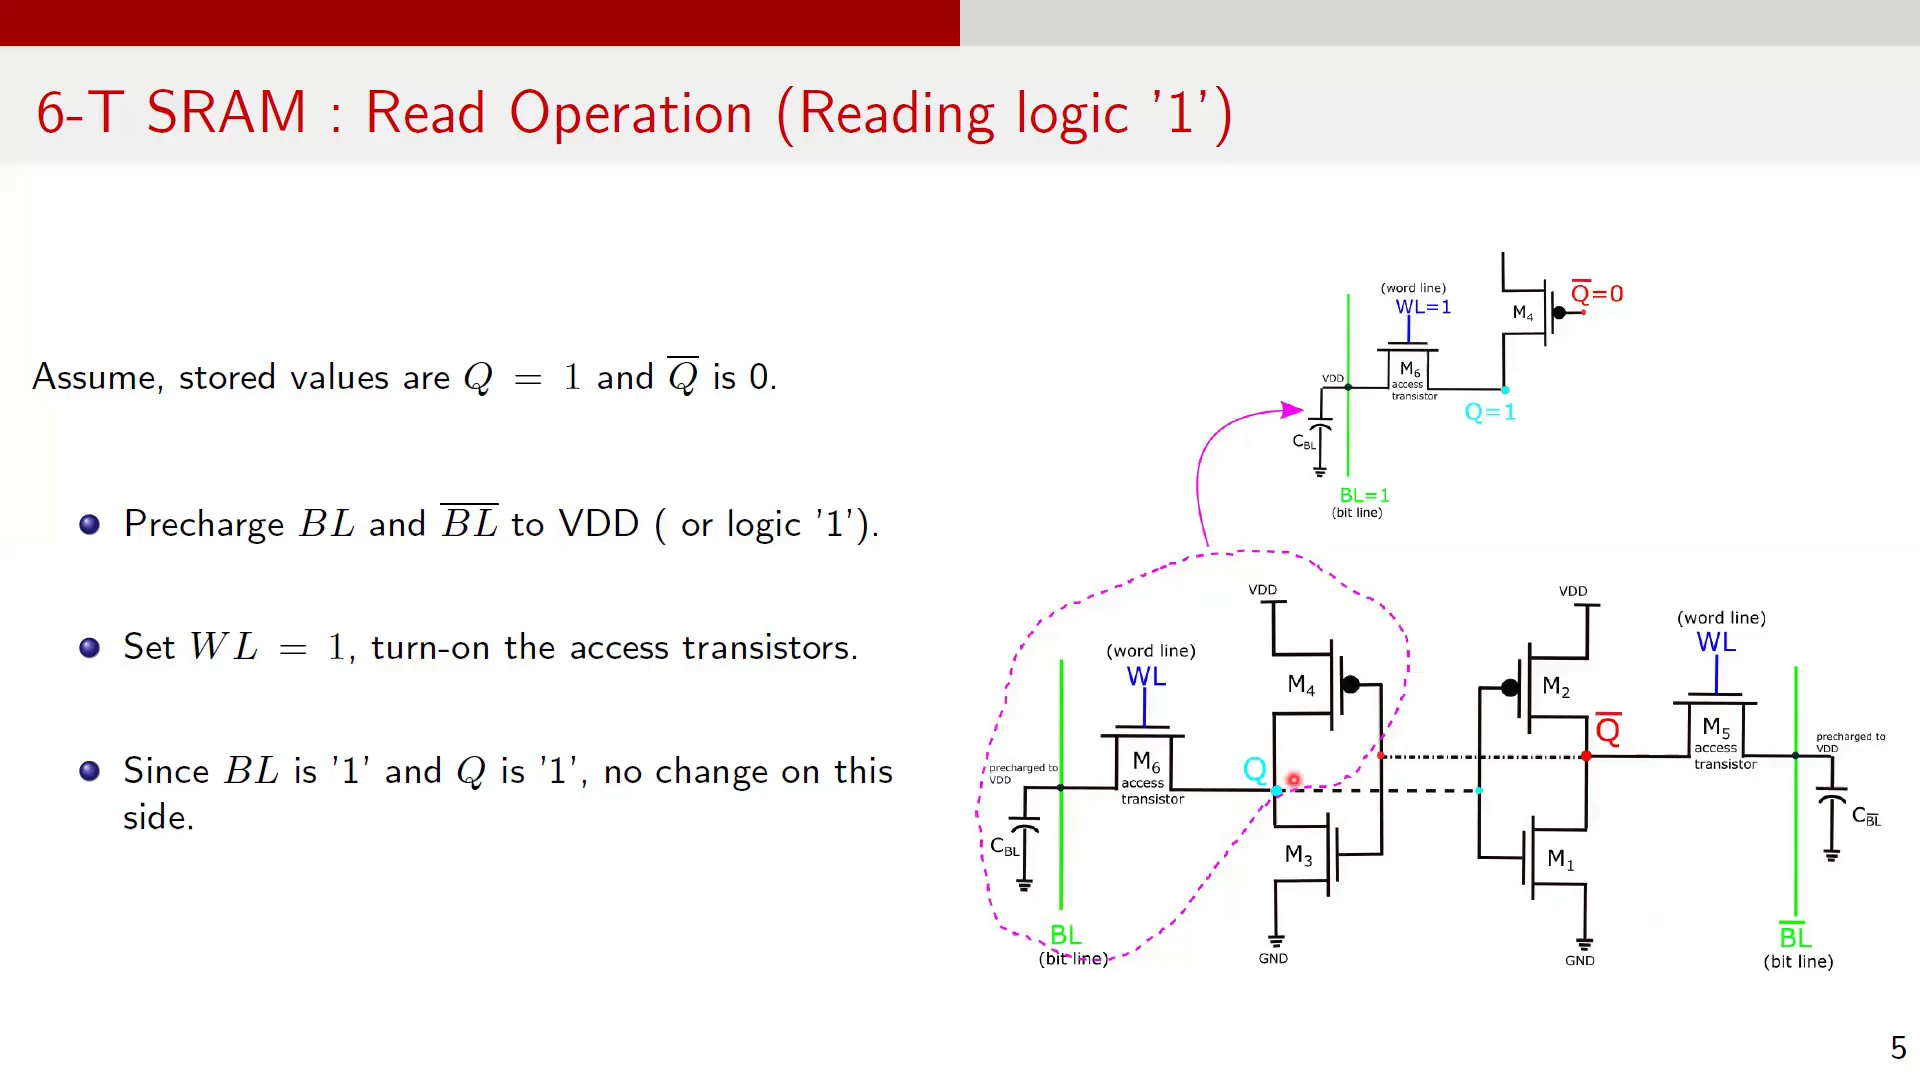 6-T SRAM : Read Operation (Reading logic '1')
Assume, stored values are Q = 1 and Q̅ is 0.
Precharge BL and B̅L̅ to VDD ( or logic '1').
Set WL = 1, turn-on the access transistors.
Since BL is '1' and Q is '1', no change on this
side.
(word line)
WL=1
Q̅=0
M4
VDD
M6
access
transistor
Q=1
CBL
BL=1
(bit line)
VDD
VDD
(word line)
WL
(word line)
WL
M4
M2
Q̅
M5
access
transistor
precharged to
VDD
precharged to
VDD
M6
access
transistor
Q
CBL
CB̅L̅
M3
M1
BL
(bit line)
GND
GND
B̅L̅
(bit line)
5